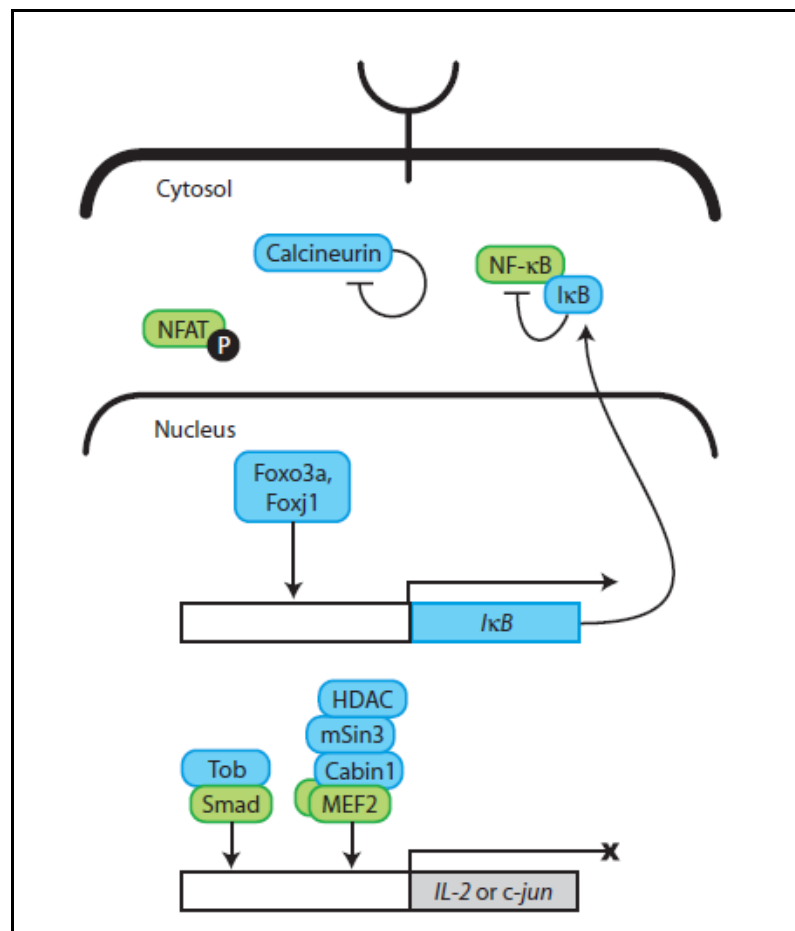 Cytosol
Calcineurin
NF-κB
IκB
NFAT
P
Nucleus
Foxo3a,
Foxj1
IκB
HDAC
mSin3
Tob
Cabin1
Smad
MEF2
IL-2 or c-jun